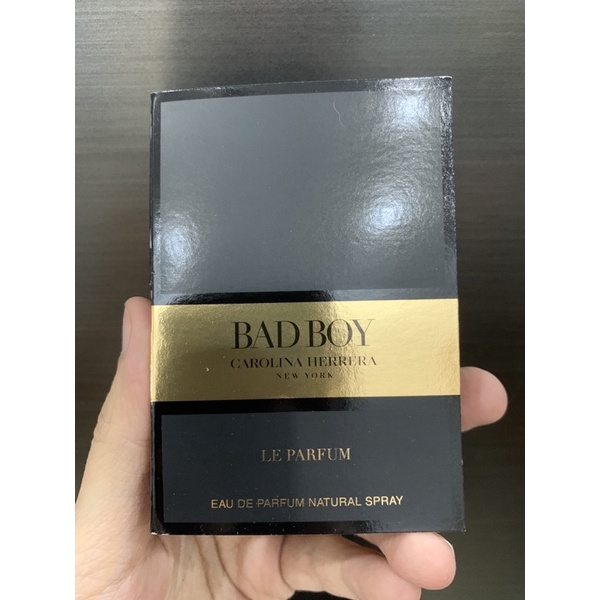 BAD BOY
CAROLINA HERRERA
NEW YORK
LE PARFUM
EAU DE PARFUM NATURAL SPRAY